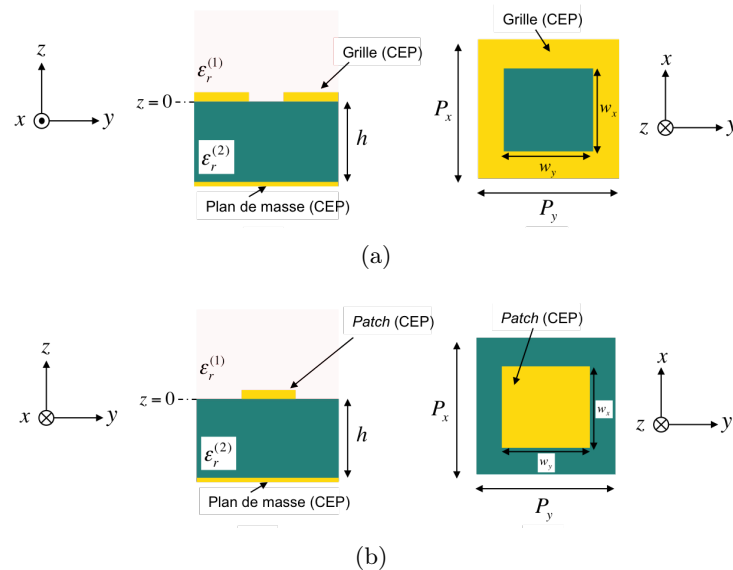 z
x
y
ε_r^(1)
Grille (CEP)
z = 0
ε_r^(2)
h
Plan de masse (CEP)
Grille (CEP)
P_x
w_x
w_y
P_y
x
z
y
(a)
z
x
y
ε_r^(1)
Patch (CEP)
z = 0
ε_r^(2)
h
Plan de masse (CEP)
Patch (CEP)
P_x
w_x
w_y
P_y
x
z
y
(b)